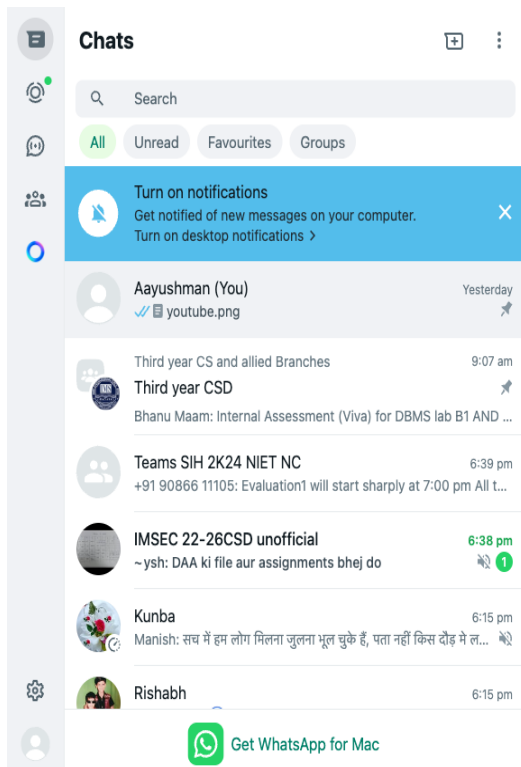 Chats
Search
All Unread Favourites Groups
Turn on notifications
Get notified of new messages on your computer.
Turn on desktop notifications >
Aayushman (You) Yesterday
youtube.png
Third year CS and allied Branches 9:07 am
Third year CSD
Bhanu Maam: Internal Assessment (Viva) for DBMS lab B1 AND ...
Teams SIH 2K24 NIET NC 6:39 pm
+91 90866 11105: Evaluation1 will start sharply at 7:00 pm All t...
IMSEC 22-26CSD unofficial 6:38 pm
~ysh: DAA ki file aur assignments bhej do 1
Kunba 6:15 pm
Manish: सच में हम लोग मिलना जुलना भूल चुके हैं, पता नहीं किस दौड़ मे ल...
Rishabh 6:15 pm
Get WhatsApp for Mac